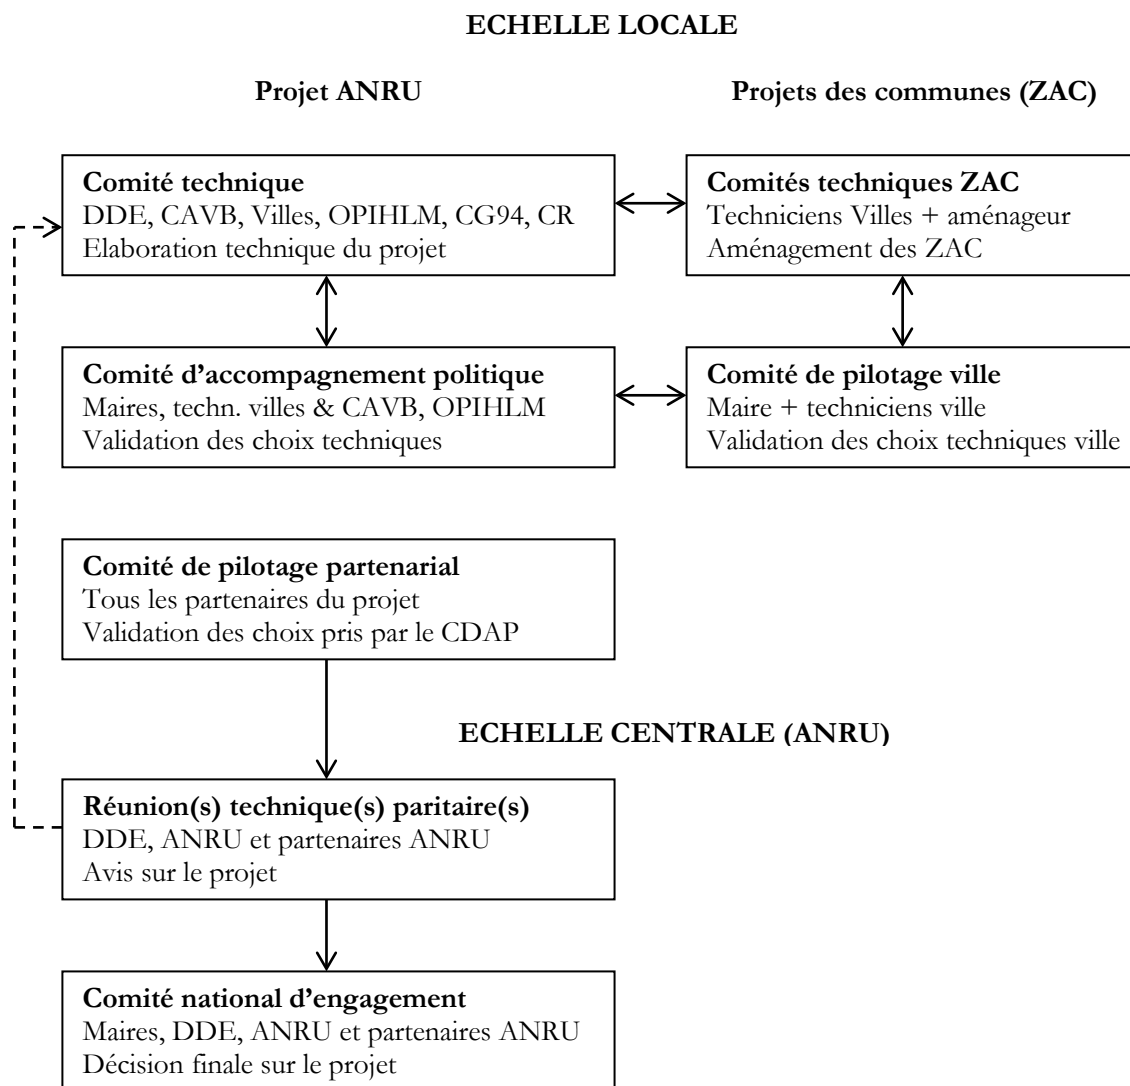 ECHELLE LOCALE
Projet ANRU
Projets des communes (ZAC)
Comité technique
DDE, CAVB, Villes, OPIHLM, CG94, CR
Elaboration technique du projet
Comités techniques ZAC
Techniciens Villes + aménageur
Aménagement des ZAC
Comité d’accompagnement politique
Maires, techn. villes & CAVB, OPIHLM
Validation des choix techniques
Comité de pilotage ville
Maire + techniciens ville
Validation des choix techniques ville
Comité de pilotage partenarial
Tous les partenaires du projet
Validation des choix pris par le CDAP
ECHELLE CENTRALE (ANRU)
Réunion(s) technique(s) paritaire(s)
DDE, ANRU et partenaires ANRU
Avis sur le projet
Comité national d’engagement
Maires, DDE, ANRU et partenaires ANRU
Décision finale sur le projet